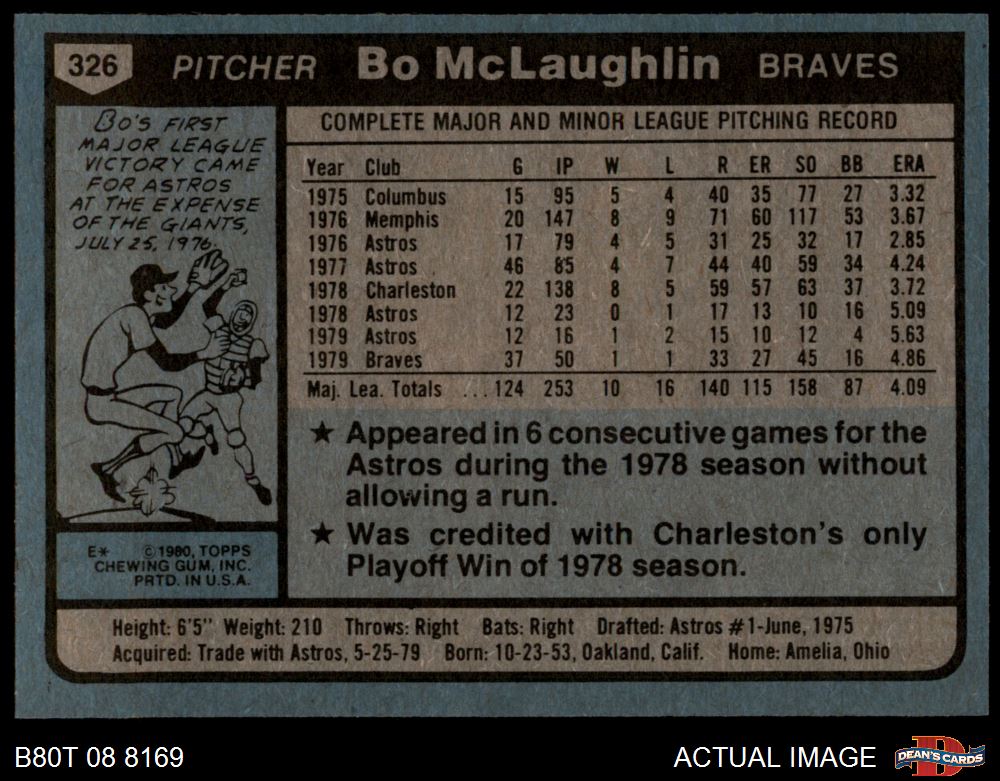 326 PITCHER Bo McLaughlin BRAVES
BO'S FIRST
MAJOR LEAGUE
VICTORY CAME
FOR ASTROS
AT THE EXPENSE
OF THE GIANTS,
JULY 25, 1976.
E* © 1980, TOPPS
CHEWING GUM, INC.
PRTD. IN U.S.A.
COMPLETE MAJOR AND MINOR LEAGUE PITCHING RECORD
Year Club G IP W L R ER SO BB ERA
1975 Columbus 15 95 5 4 40 35 77 27 3.32
1976 Memphis 20 147 8 9 71 60 117 53 3.67
1976 Astros 17 79 4 5 31 25 32 17 2.85
1977 Astros 46 85 4 7 44 40 59 34 4.24
1978 Charleston 22 138 8 5 59 57 63 37 3.72
1978 Astros 12 23 0 1 17 13 10 16 5.09
1979 Astros 12 16 1 2 15 10 12 4 5.63
1979 Braves 37 50 1 1 33 27 45 16 4.86
Maj. Lea. Totals ...124 253 10 16 140 115 158 87 4.09
★ Appeared in 6 consecutive games for the
Astros during the 1978 season without
allowing a run.
★ Was credited with Charleston's only
Playoff Win of 1978 season.
Height: 6'5" Weight: 210 Throws: Right Bats: Right Drafted: Astros #1-June, 1975
Acquired: Trade with Astros, 5-25-79 Born: 10-23-53, Oakland, Calif. Home: Amelia, Ohio
B80T 08 8169 ACTUAL IMAGE DEAN'S CARDS